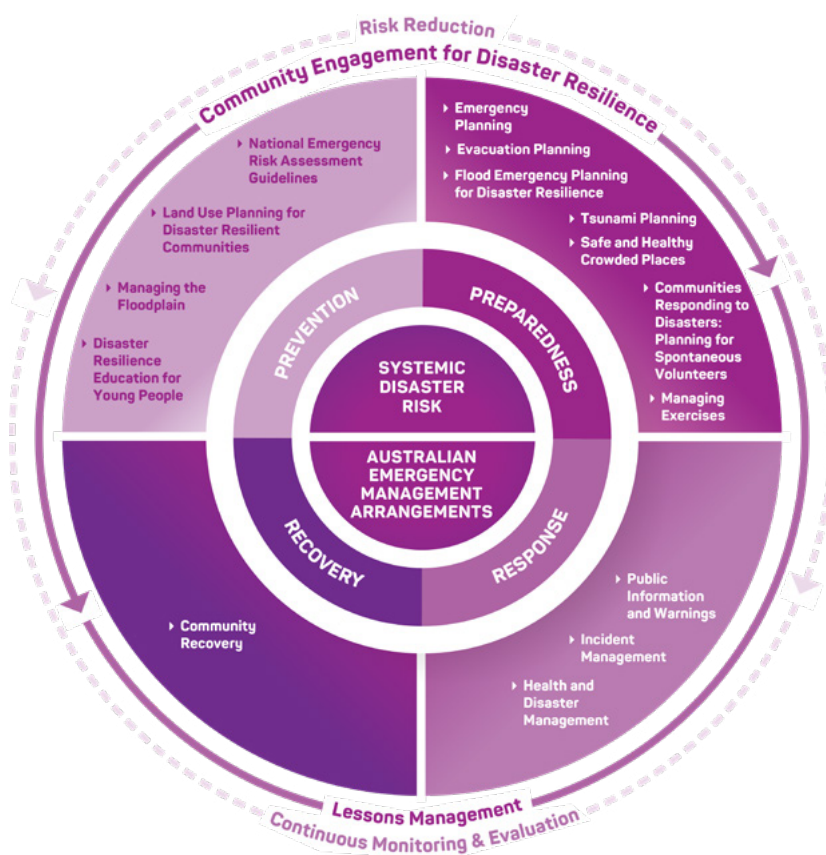 Risk Reduction
Community Engagement for Disaster Resilience
National Emergency
Risk Assessment
Guidelines
Land Use Planning for
Disaster Resilient
Communities
Managing the
Floodplain
Disaster
Resilience
Education for
Young People
Emergency
Planning
Evacuation Planning
Flood Emergency Planning
for Disaster Resilience
Tsunami Planning
Safe and Healthy
Crowded Places
Communities
Responding to
Disasters:
Planning for
Spontaneous
Volunteers
Managing
Exercises
PREVENTION
PREPAREDNESS
SYSTEMIC
DISASTER
RISK
AUSTRALIAN
EMERGENCY
MANAGEMENT
ARRANGEMENTS
RECOVERY
RESPONSE
Community
Recovery
Public
Information
and Warnings
Incident
Management
Health and
Disaster
Management
Lessons Management
Continuous Monitoring & Evaluation